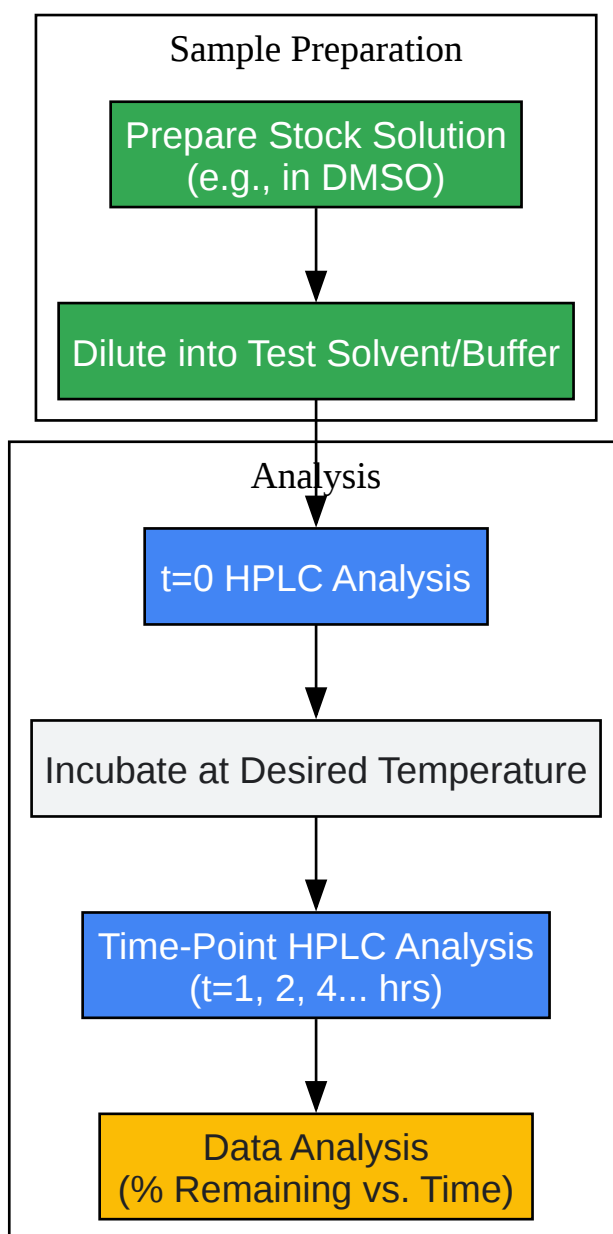 Sample Preparation
Prepare Stock Solution
(e.g., in DMSO)
Dilute into Test Solvent/Buffer
Analysis
t=0 HPLC Analysis
Incubate at Desired Temperature
Time-Point HPLC Analysis
(t=1, 2, 4... hrs)
Data Analysis
(% Remaining vs. Time)